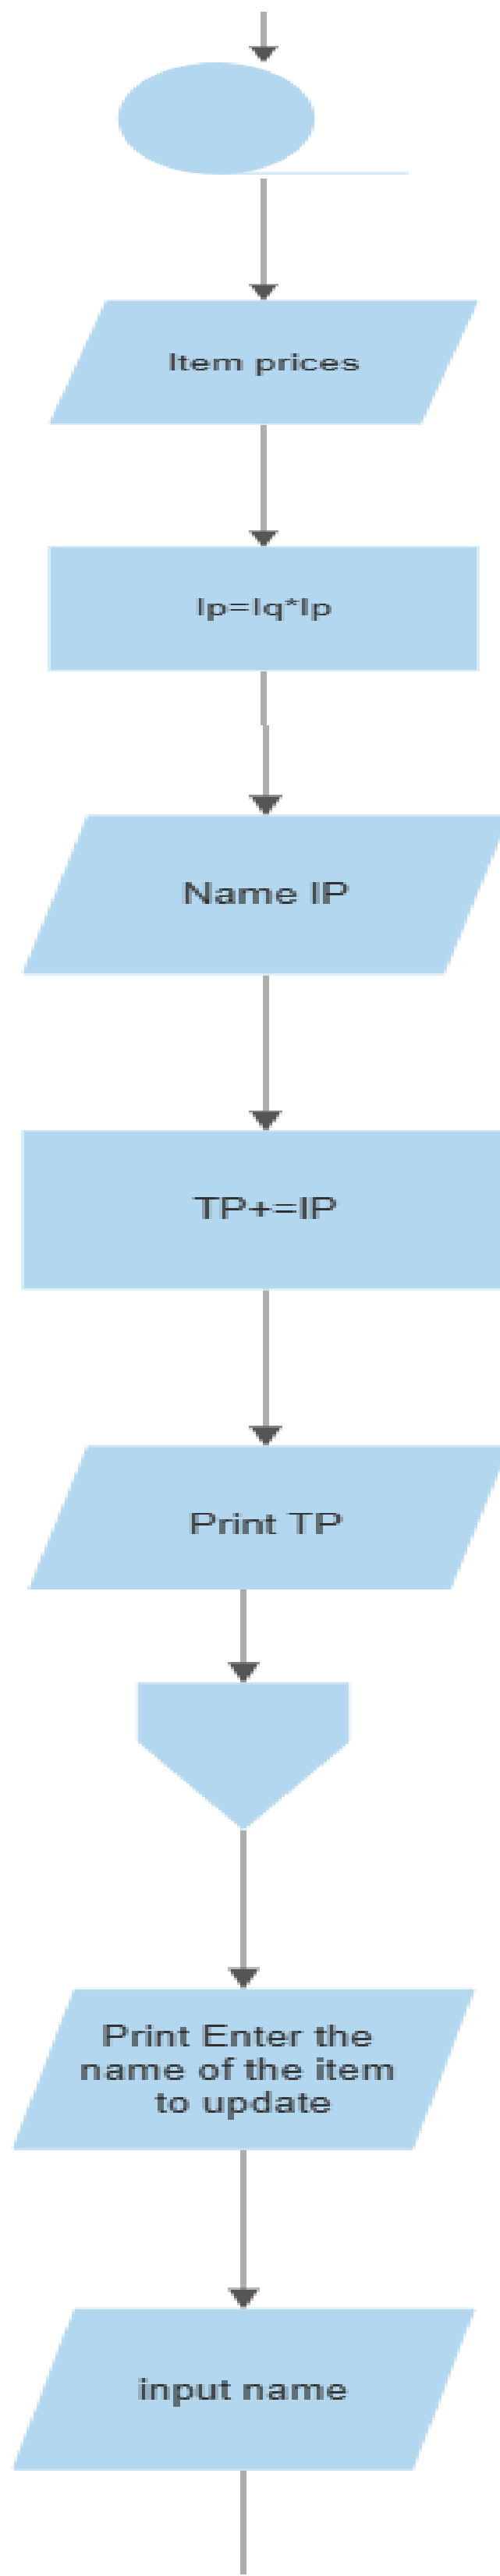 Item prices
Ip=Iq*Ip
Name IP
TP+=IP
Print TP
Print Enter the
name of the item
to update
input name